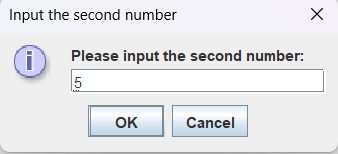 Input the second number
Please input the second number:
5
OK
Cancel